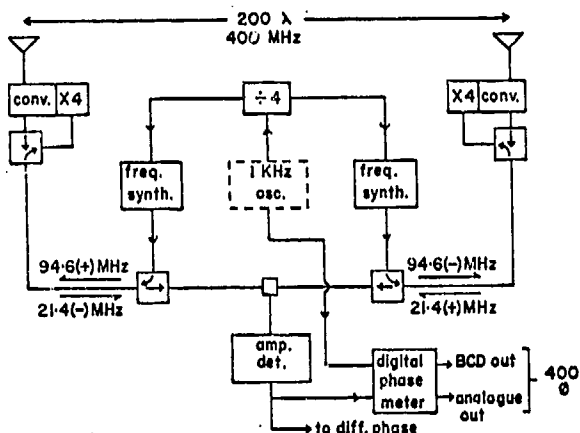 200 λ
400 MHz
conv. X4
X4 conv.
÷4
freq. synth.
1 KHz osc.
freq. synth.
94·6(+) MHz
21·4(-) MHz
94·6(-) MHz
21·4(+) MHz
amp. det.
digital phase meter
BCD out
analogue out
400 Ø
to diff. phase